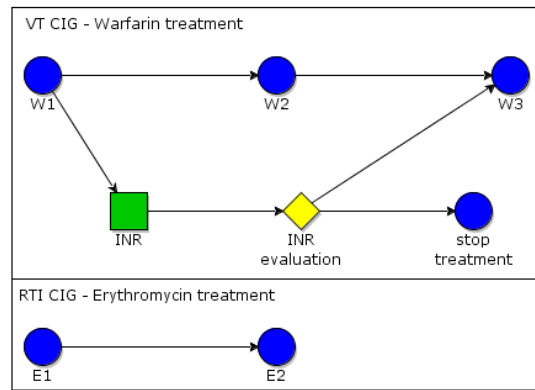 VT CIG - Warfarin treatment
W1
W2
W3
INR
INR
evaluation
stop
treatment
RTI CIG - Erythromycin treatment
E1
E2